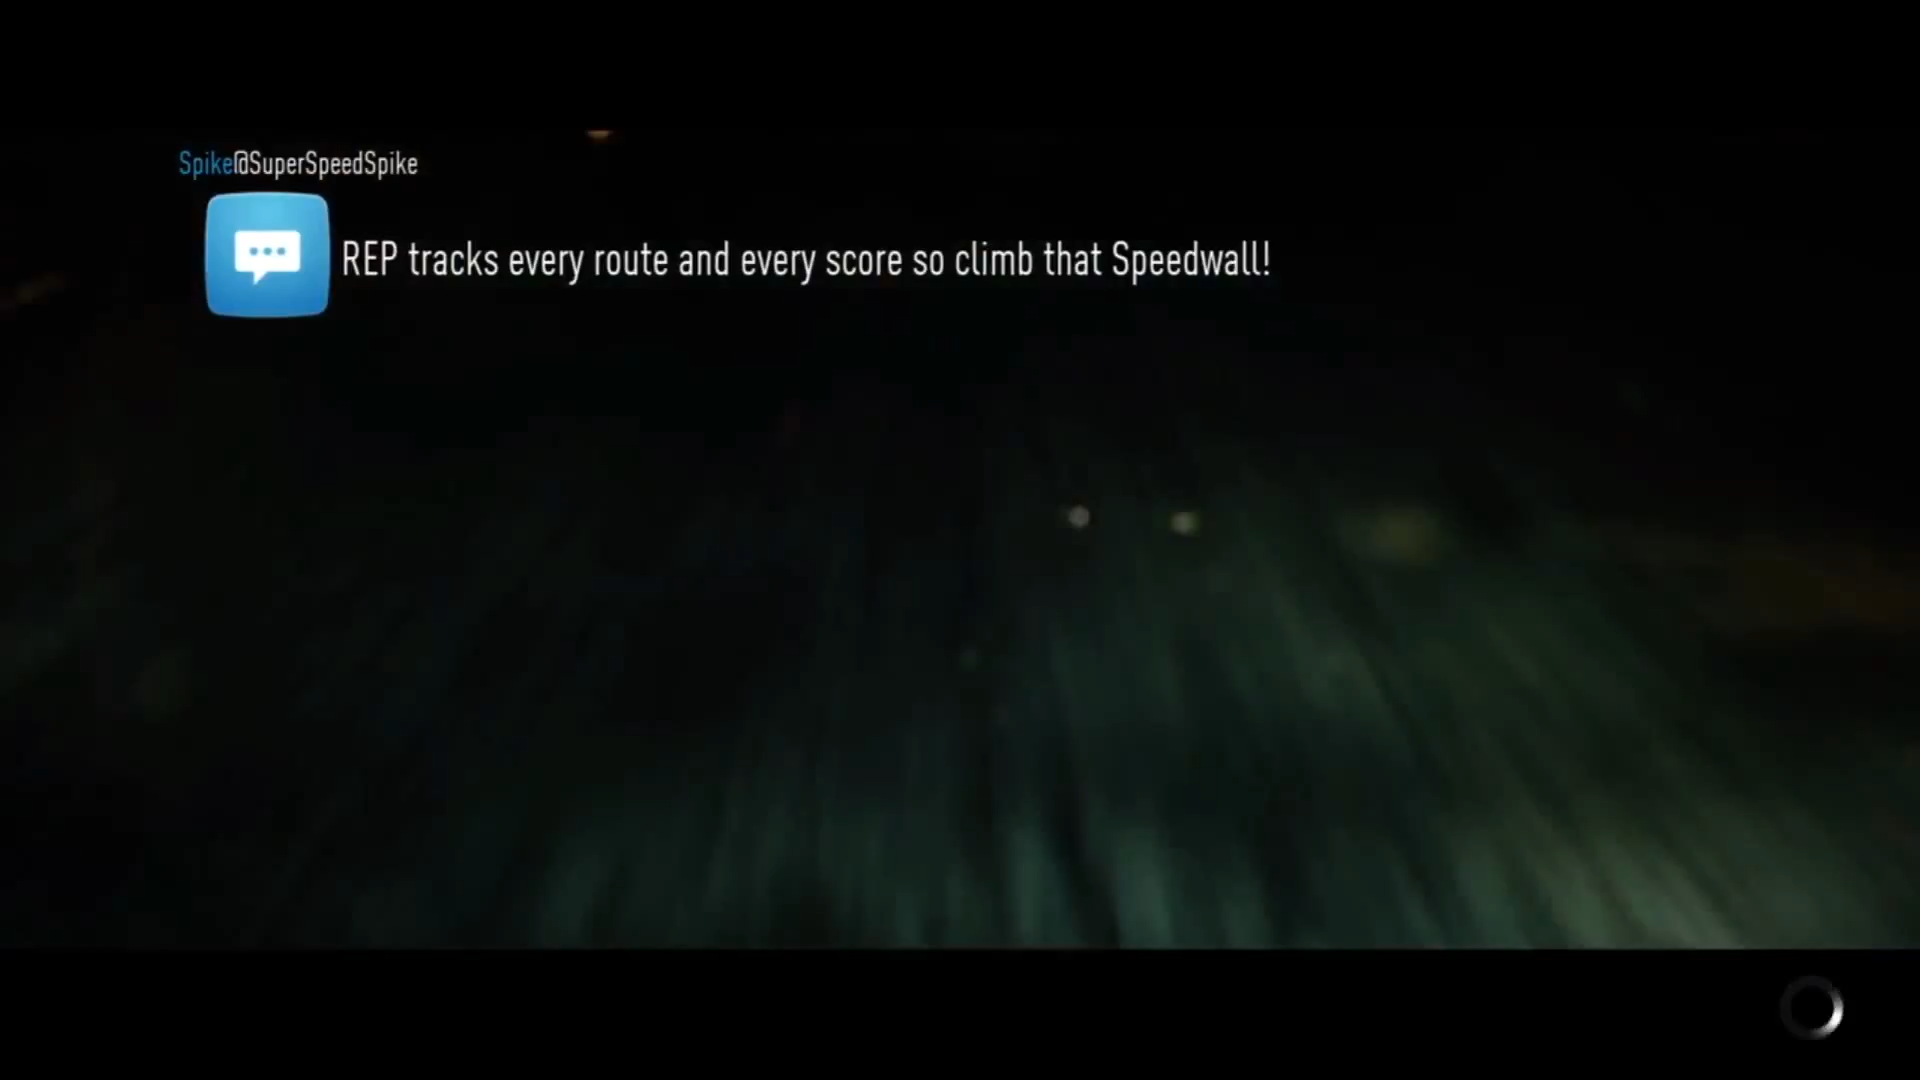 Spike@SuperSpeedSpike
REP tracks every route and every score so climb that Speedwall!